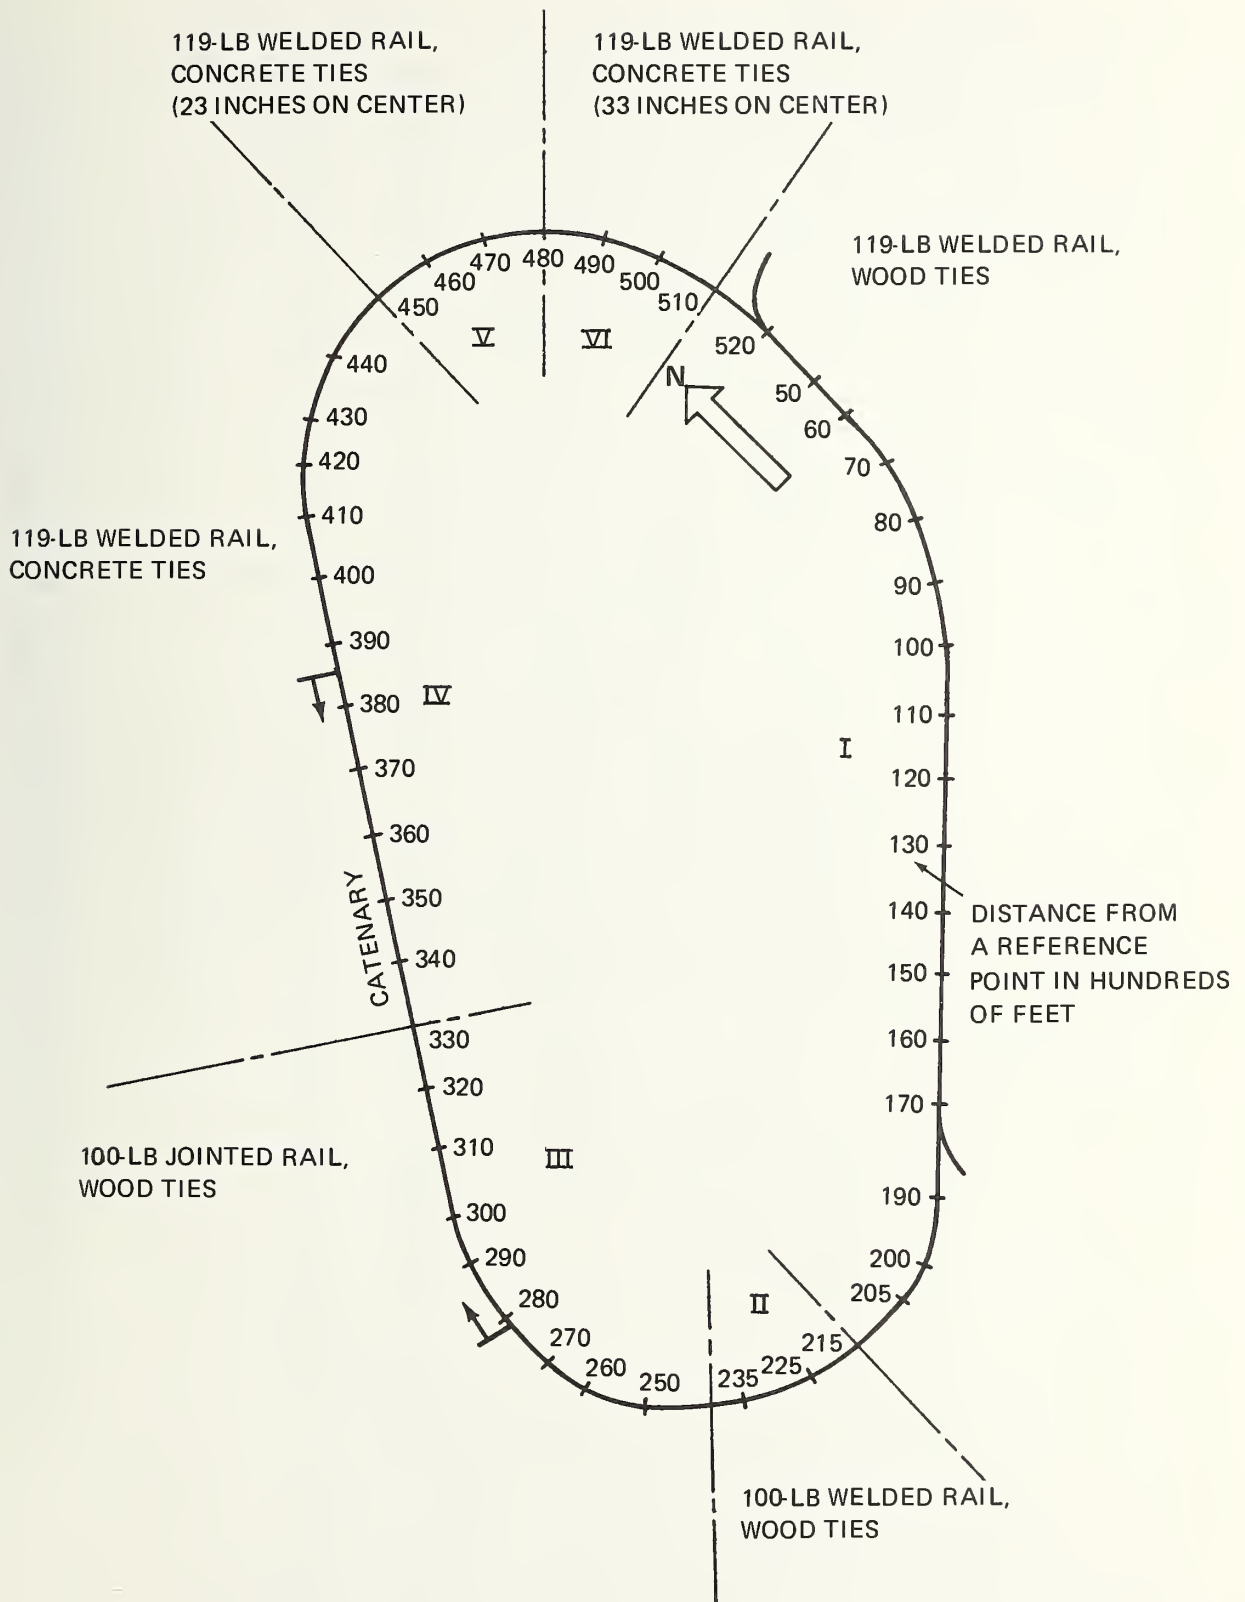 119-LB WELDED RAIL,
CONCRETE TIES
(23 INCHES ON CENTER)
119-LB WELDED RAIL,
CONCRETE TIES
(33 INCHES ON CENTER)
119-LB WELDED RAIL,
WOOD TIES
450
460
470
480
490
500
510
520
V
VI
N
50
60
70
80
90
100
110
120
130
140
150
160
170
190
200
205
215
225
235
250
260
270
280
290
300
310
320
330
340
350
360
370
380
390
400
410
420
430
440
119-LB WELDED RAIL,
CONCRETE TIES
IV
I
CATENARY
DISTANCE FROM
A REFERENCE
POINT IN HUNDREDS
OF FEET
100-LB JOINTED RAIL,
WOOD TIES
III
II
100-LB WELDED RAIL,
WOOD TIES